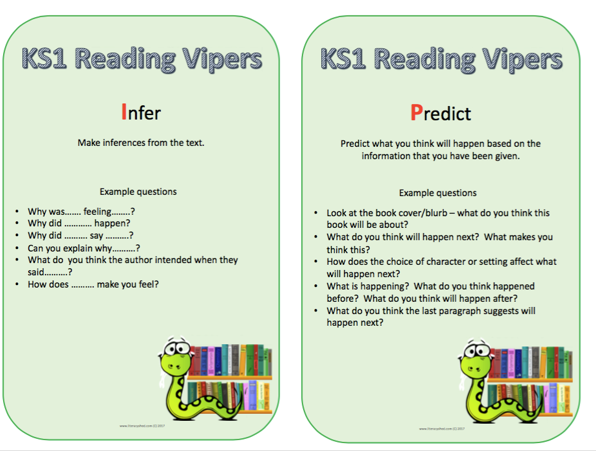 KS1 Reading Vipers
Infer
Make inferences from the text.
Example questions
• Why was....... feeling........?
• Why did ............ happen?
• Why did .......... say ..........?
• Can you explain why..........?
• What do you think the author intended when they
said..........?
• How does .......... make you feel?
KS1 Reading Vipers
Predict
Predict what you think will happen based on the
information that you have been given.
Example questions
• Look at the book cover/blurb – what do you think this
book will be about?
• What do you think will happen next? What makes you
think this?
• How does the choice of character or setting affect what
will happen next?
• What is happening? What do you think happened
before? What do you think will happen after?
• What do you think the last paragraph suggests will
happen next?